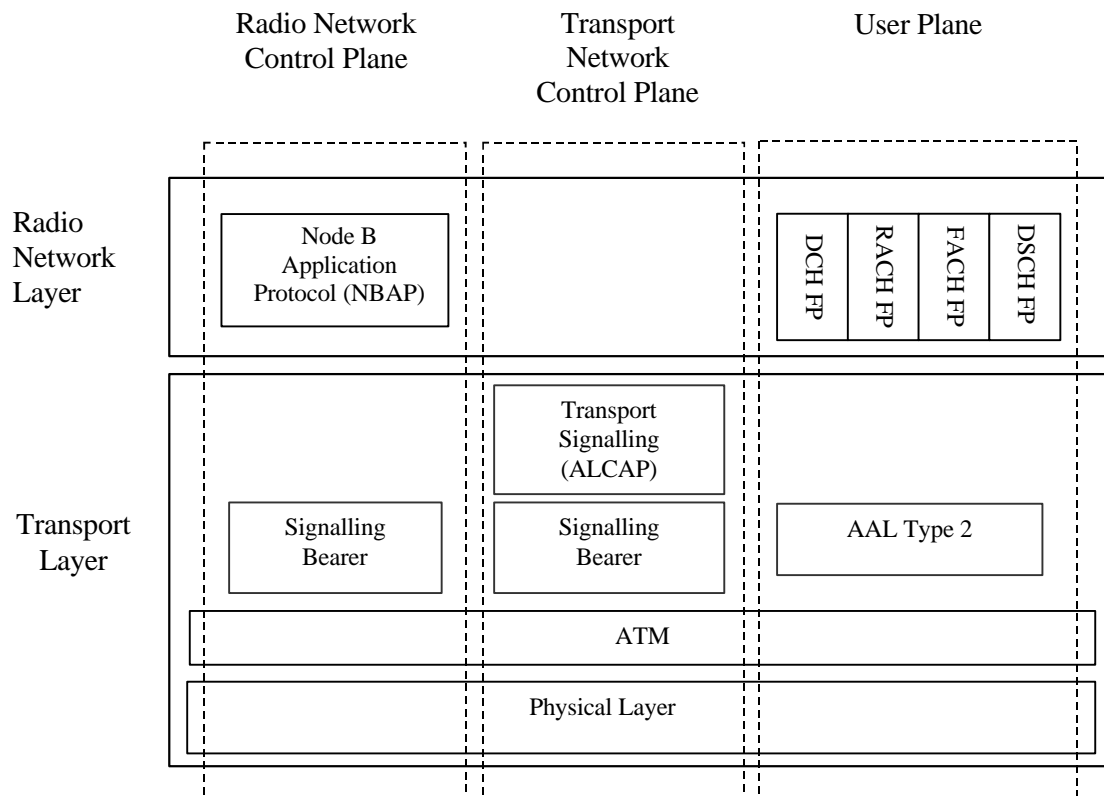 Radio Network
Control Plane
Transport
Network
Control Plane
User Plane
Radio
Network
Layer
Node B
Application
Protocol (NBAP)
DCH FP
RACH FP
FACH FP
DSCH FP
Transport
Signalling
(ALCAP)
Transport
Layer
Signalling
Bearer
Signalling
Bearer
AAL Type 2
ATM
Physical Layer